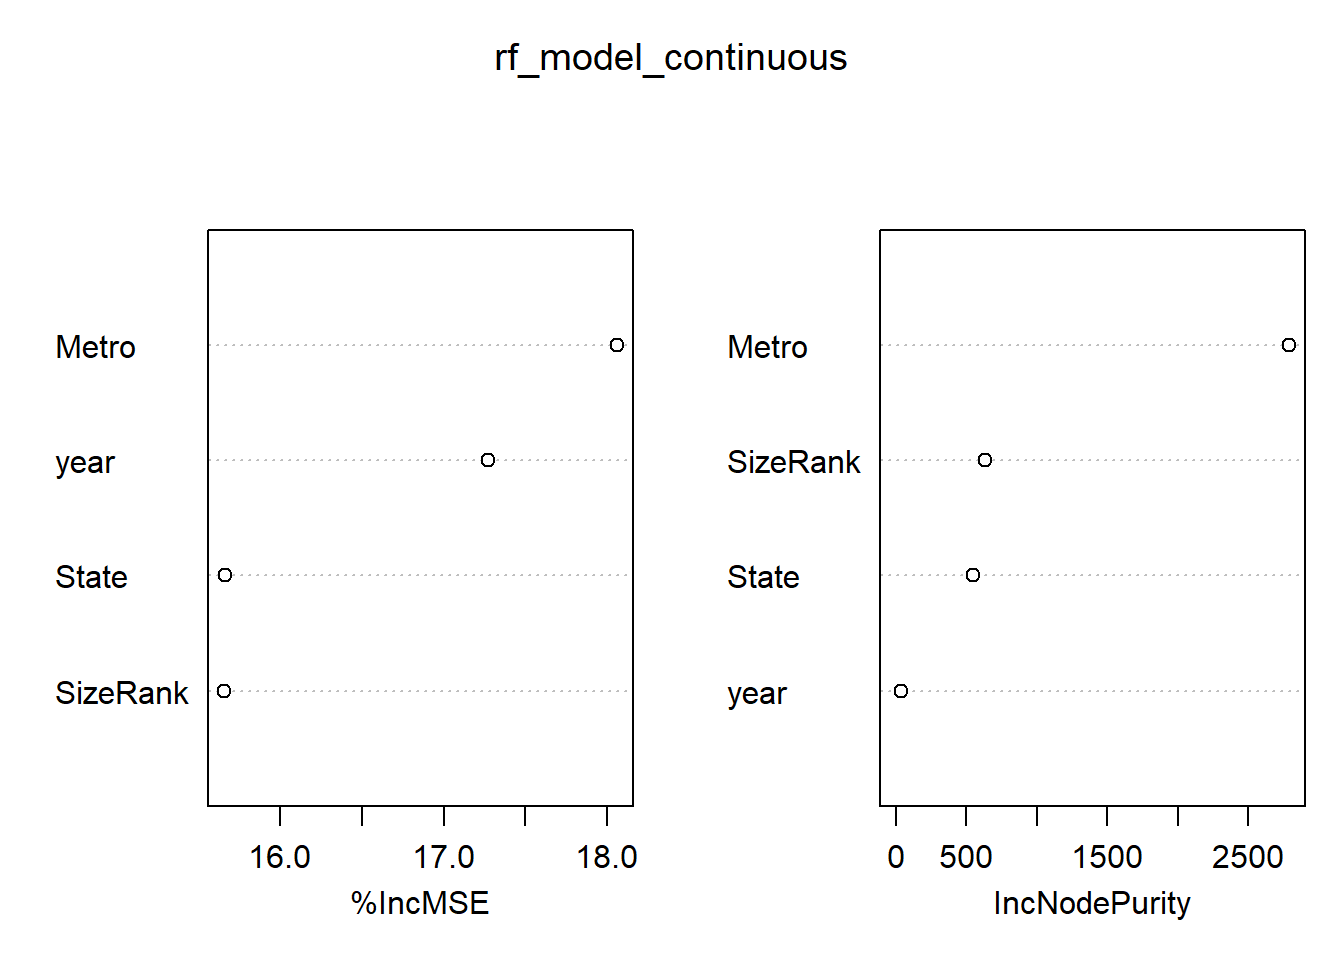 rf_model_continuous
Metro
year
State
SizeRank
16.0 17.0 18.0
%IncMSE
Metro
SizeRank
State
year
0 500 1500 2500
IncNodePurity